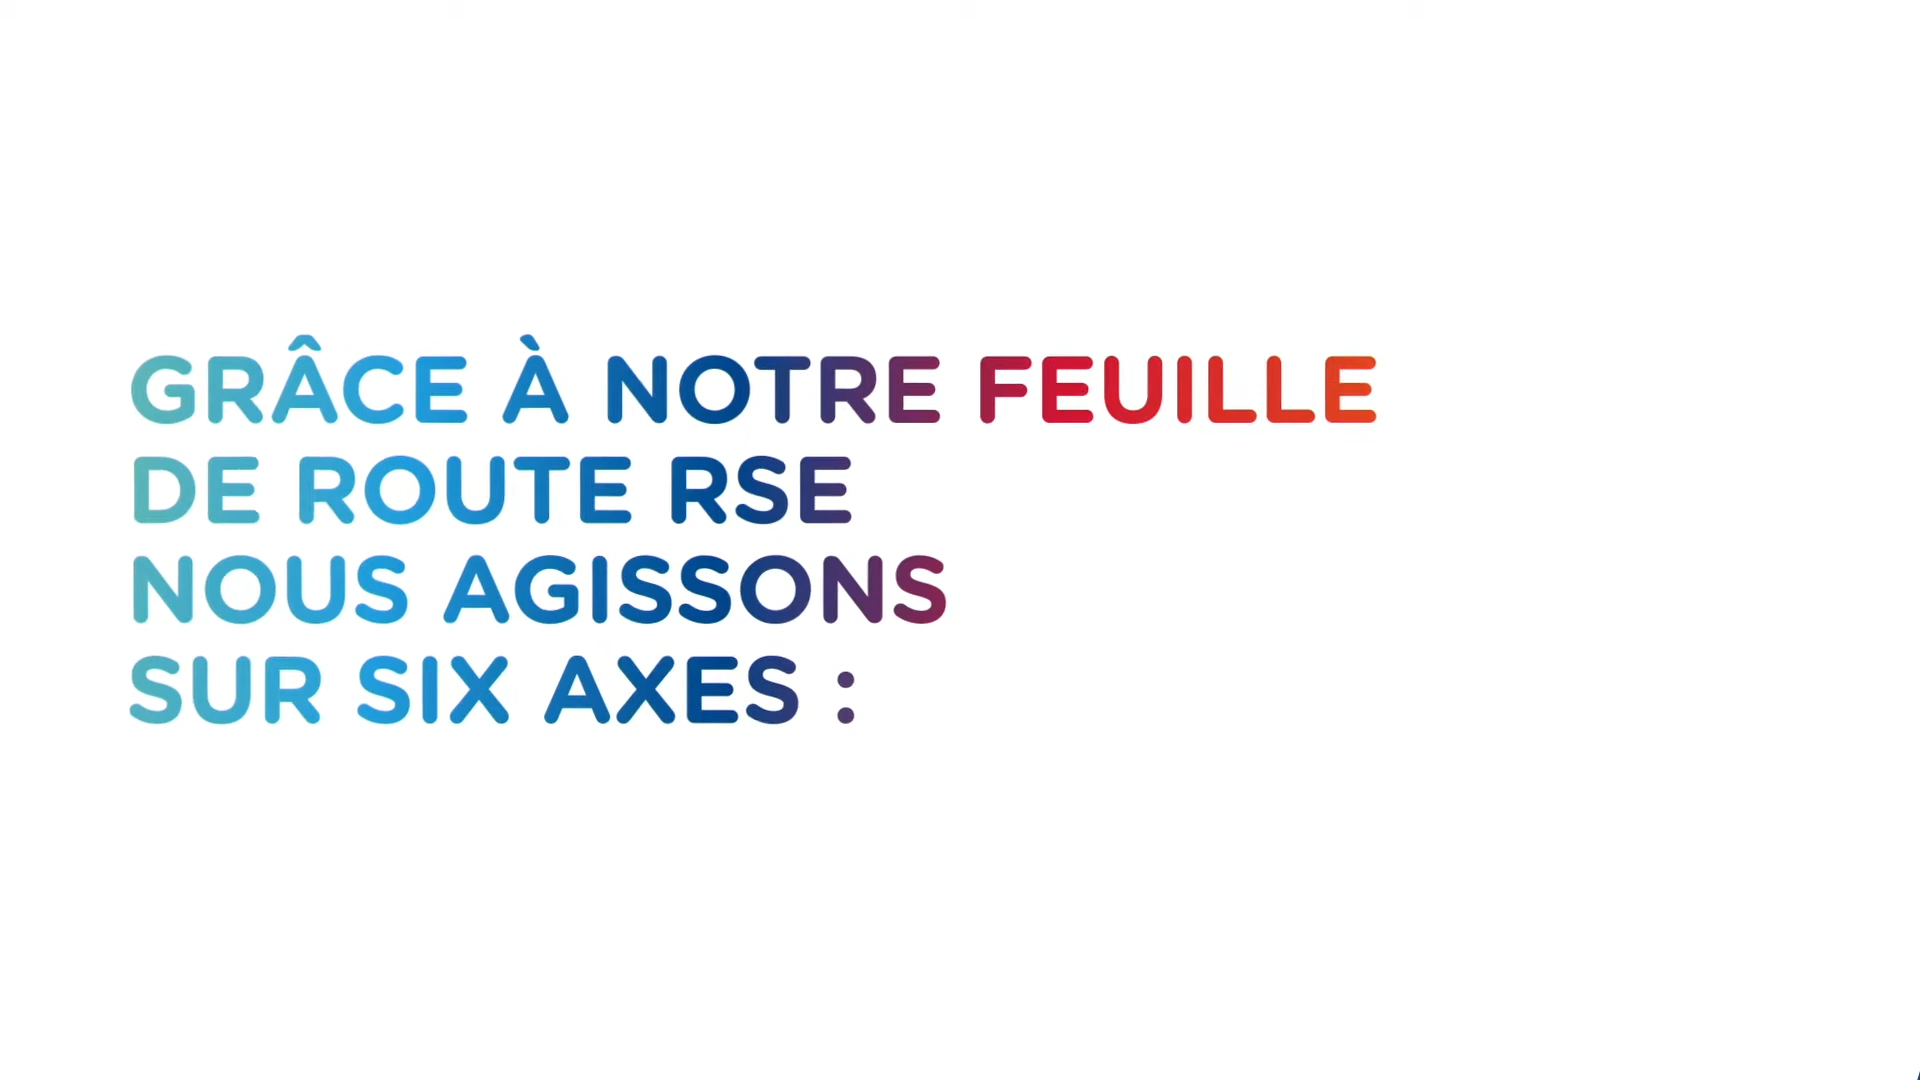 GRÂCE À NOTRE FEUILLE
DE ROUTE RSE
NOUS AGISSONS
SUR SIX AXES :